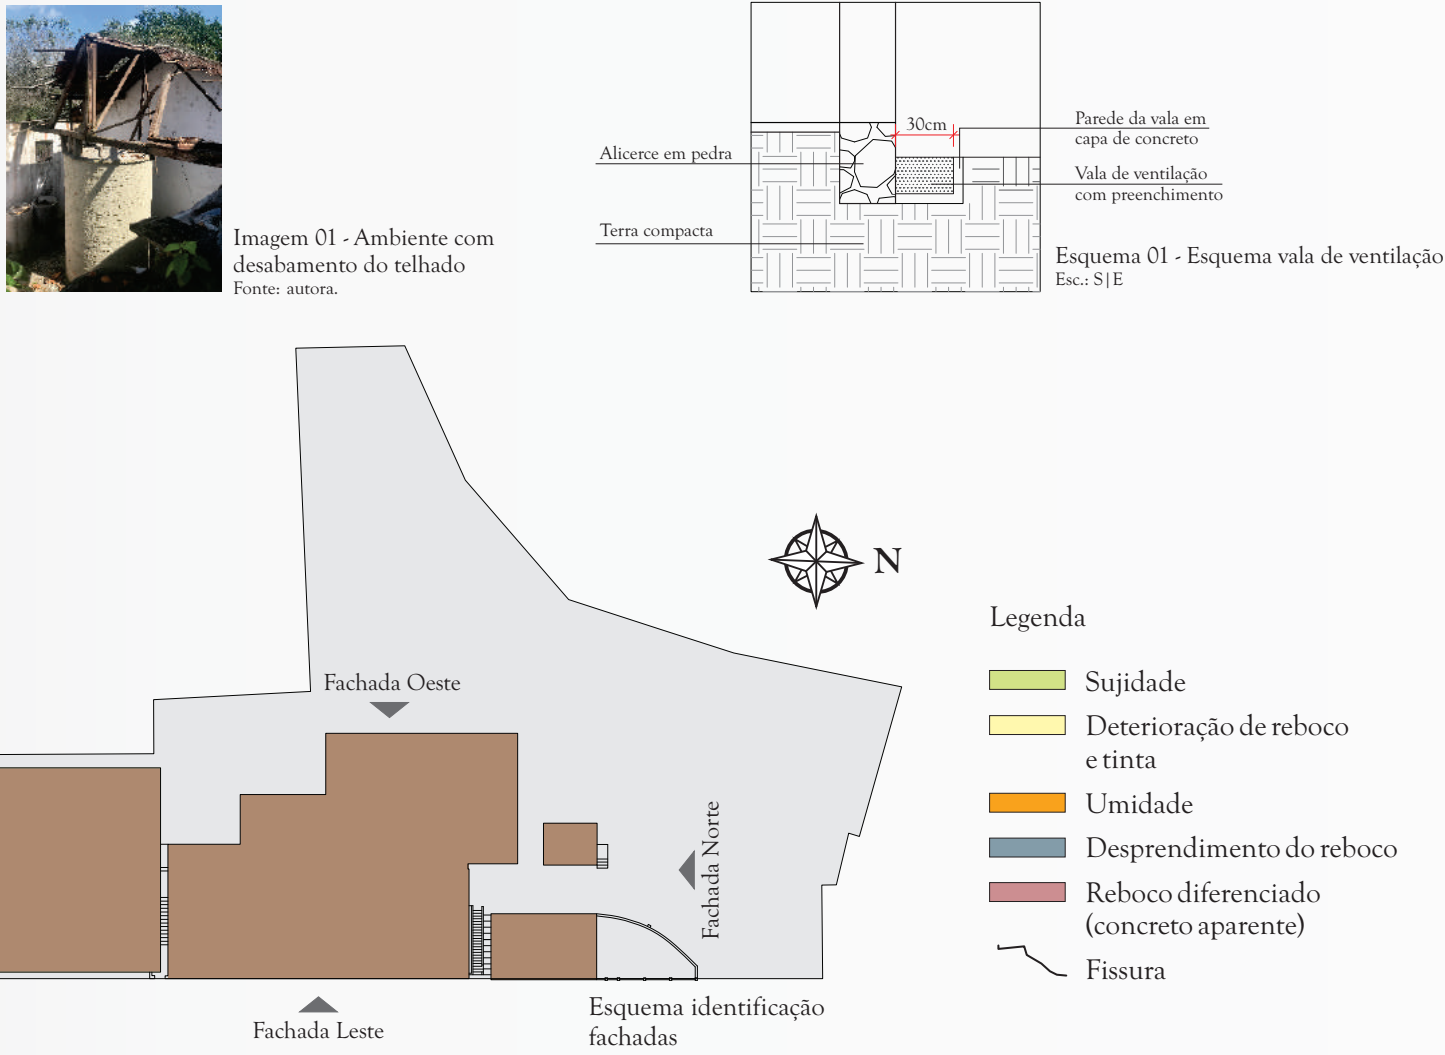 Imagem 01 - Ambiente com
desabamento do telhado
Fonte: autora.
Alicerce em pedra
Terra compacta
30cm
Parede da vala em
capa de concreto
Vala de ventilação
com preenchimento
Esquema 01 - Esquema vala de ventilação
Esc.: S|E
N
Fachada Oeste
Fachada Norte
Fachada Leste
Esquema identificação
fachadas
Legenda
Sujidade
Deterioração de reboco
e tinta
Umidade
Desprendimento do reboco
Reboco diferenciado
(concreto aparente)
Fissura